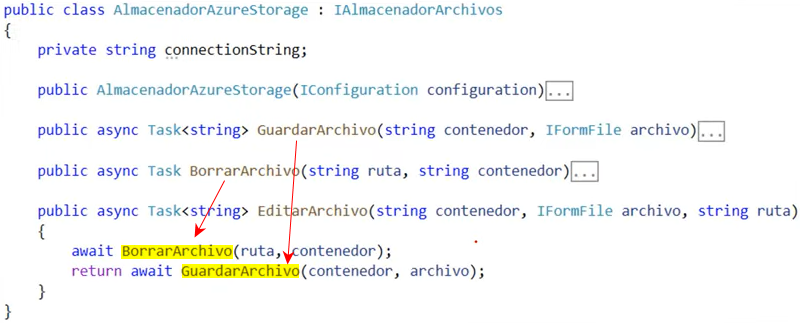 public class AlmacenadorAzureStorage : IAlmacenadorArchivos
{
private string connectionString;
public AlmacenadorAzureStorage(IConfiguration configuration)...
public async Task<string> GuardarArchivo(string contenedor, IFormFile archivo)...
public async Task BorrarArchivo(string ruta, string contenedor)...
public async Task<string> EditarArchivo(string contenedor, IFormFile archivo, string ruta)
{
await BorrarArchivo(ruta, contenedor);
return await GuardarArchivo(contenedor, archivo);
}
}